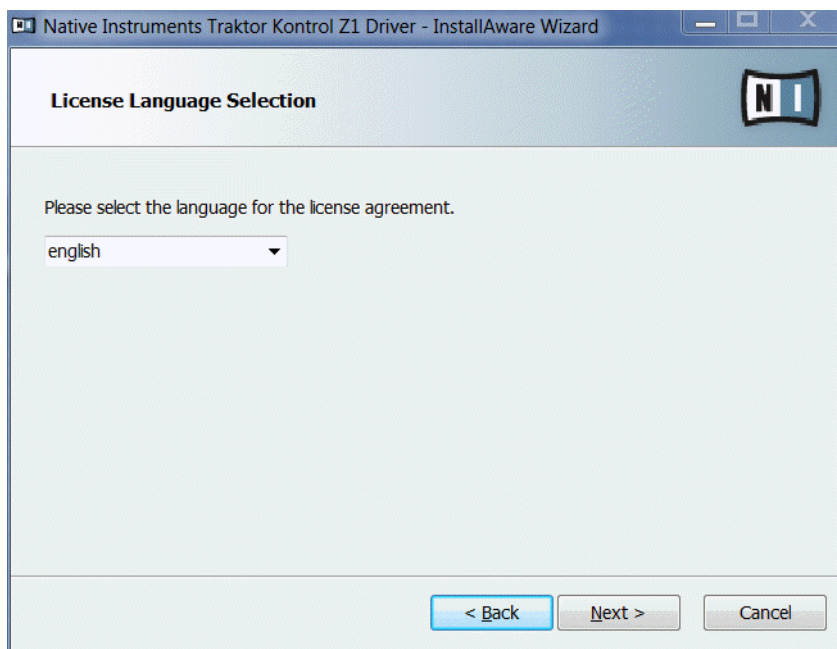 Native Instruments Traktor Kontrol Z1 Driver - InstallAware Wizard
License Language Selection
N I
Please select the language for the license agreement.
english
< Back
Next >
Cancel